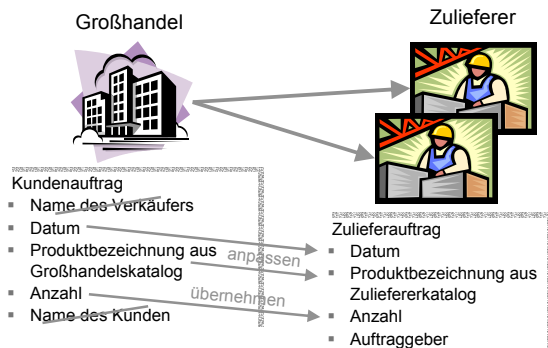 Großhandel
Zulieferer
Kundenauftrag
▪ Name des Verkäufers
▪ Datum
▪ Produktbezeichnung aus
Großhandelskatalog
▪ Anzahl
▪ Name des Kunden
anpassen
übernehmen
Zulieferauftrag
▪ Datum
▪ Produktbezeichnung aus
Zuliefererkatalog
▪ Anzahl
▪ Auftraggeber